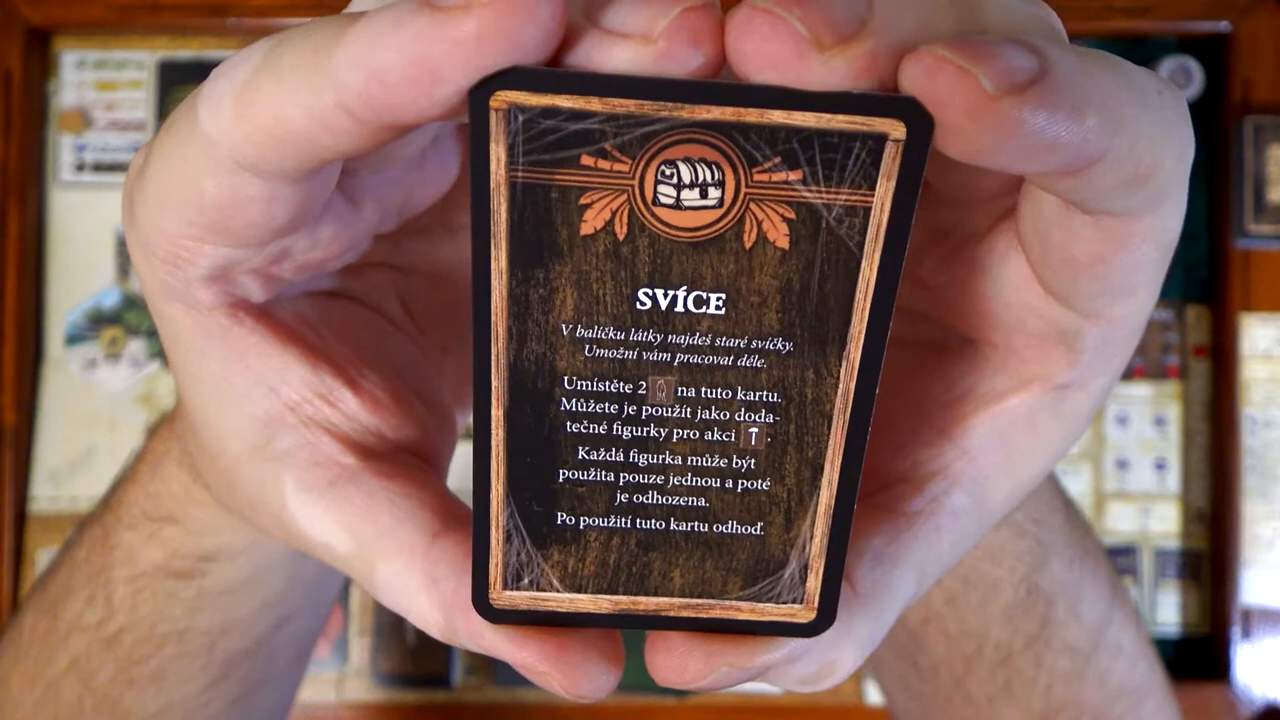 SVÍCE
V balíčku látky najdeš staré svíčky.
Umožní vám pracovat déle.
Umístěte 2 na tuto kartu.
Můžete je použít jako doda-
tečné figurky pro akci .
Každá figurka může být
použita pouze jednou a poté
je odhozena.
Po použití tuto kartu odhoď.